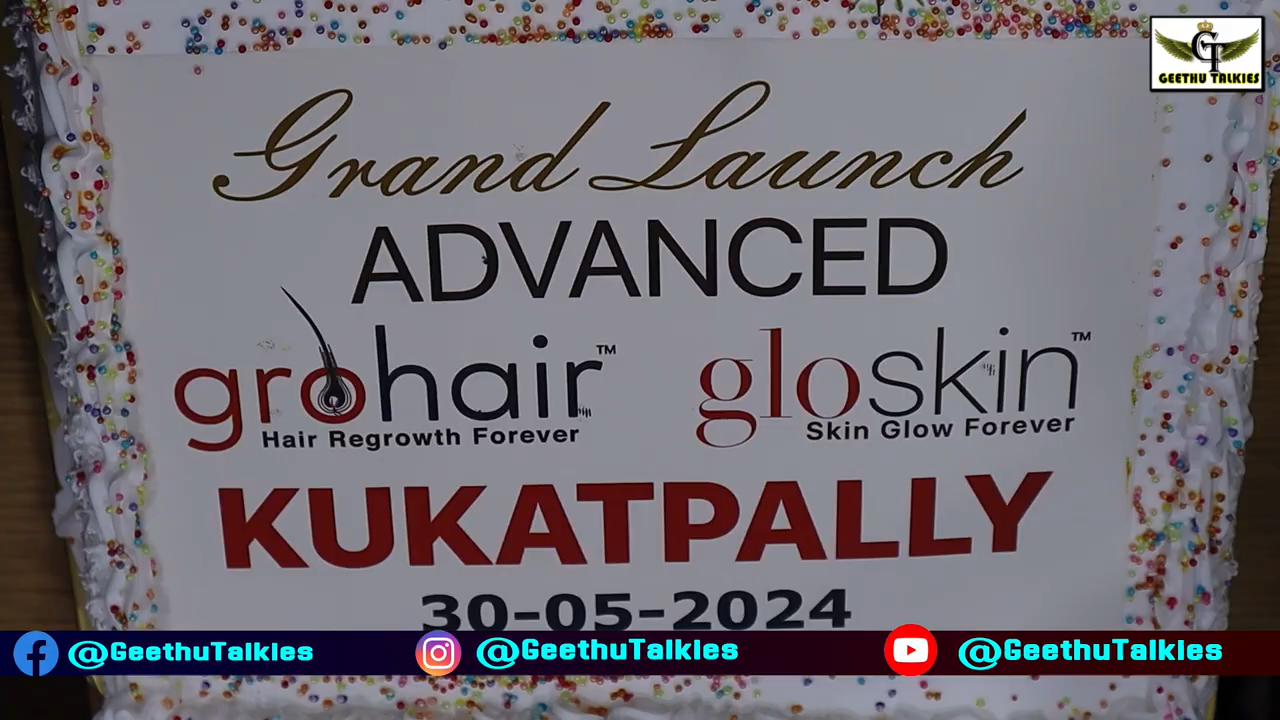 GT
GEETHU TALKIES
Grand Launch
ADVANCED
grohair™
Hair Regrowth Forever
gloskin™
Skin Glow Forever
KUKATPALLY
30-05-2024
@GeethuTalkies
@GeethuTalkies
@GeethuTalkies